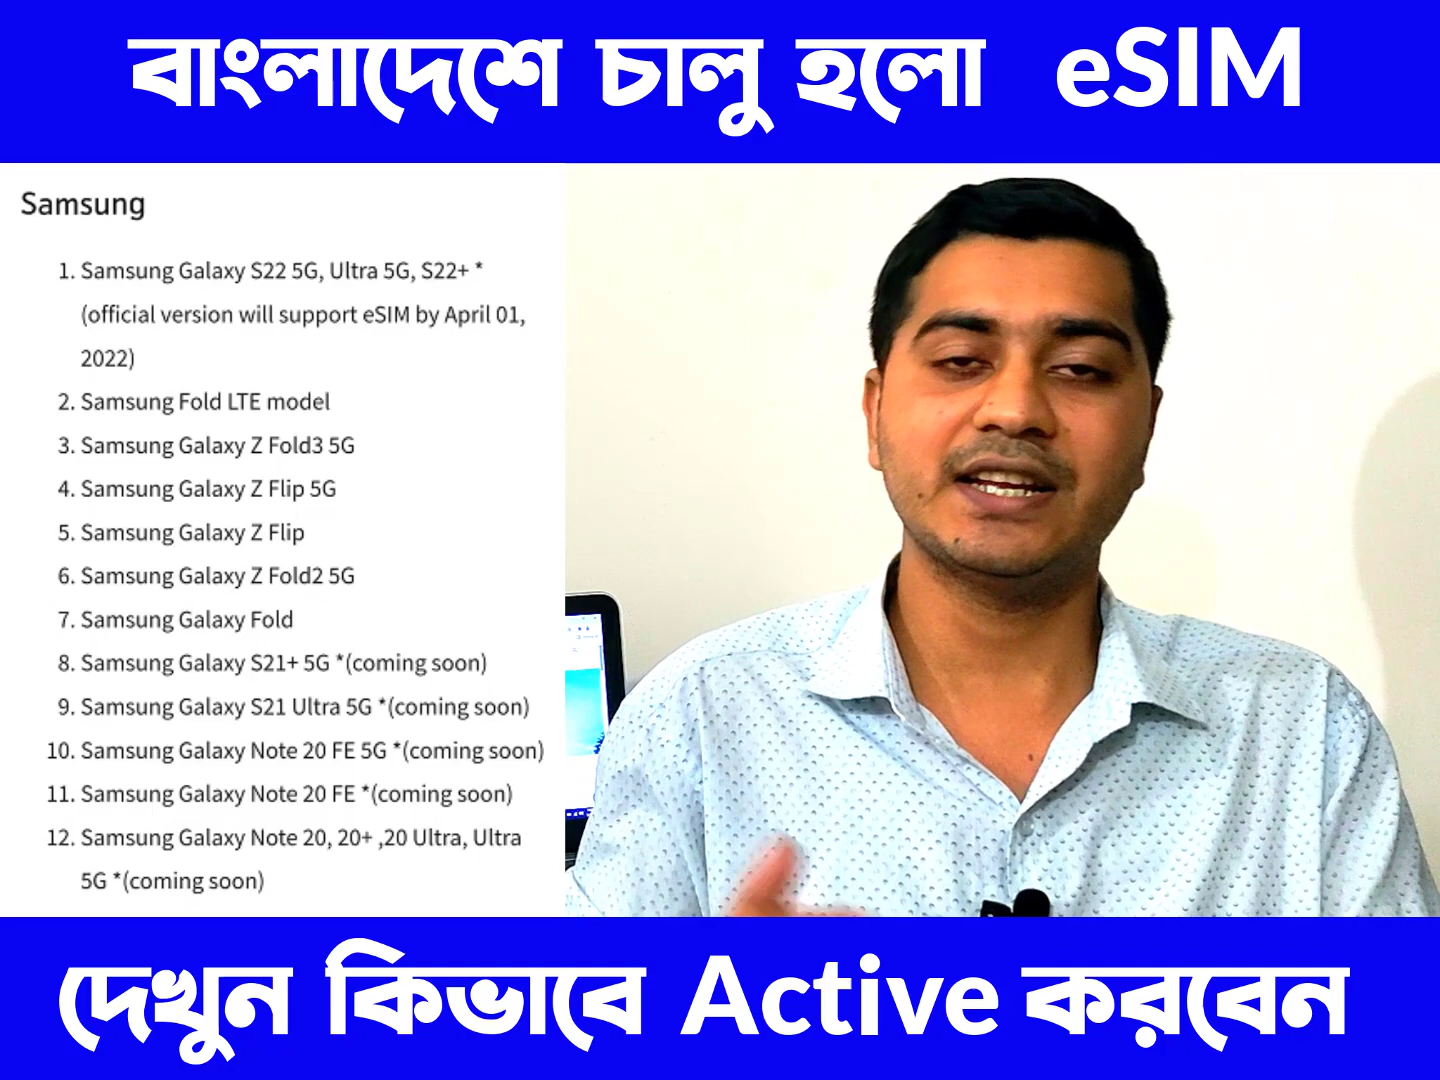 বাংলাদেশে চালু হলো eSIM
Samsung
1. Samsung Galaxy S22 5G, Ultra 5G, S22+ *
(official version will support eSIM by April 01,
2022)
2. Samsung Fold LTE model
3. Samsung Galaxy Z Fold3 5G
4. Samsung Galaxy Z Flip 5G
5. Samsung Galaxy Z Flip
6. Samsung Galaxy Z Fold2 5G
7. Samsung Galaxy Fold
8. Samsung Galaxy S21+ 5G *(coming soon)
9. Samsung Galaxy S21 Ultra 5G *(coming soon)
10. Samsung Galaxy Note 20 FE 5G *(coming soon)
11. Samsung Galaxy Note 20 FE *(coming soon)
12. Samsung Galaxy Note 20, 20+ ,20 Ultra, Ultra
5G *(coming soon)
দেখুন কিভাবে Active করবেন